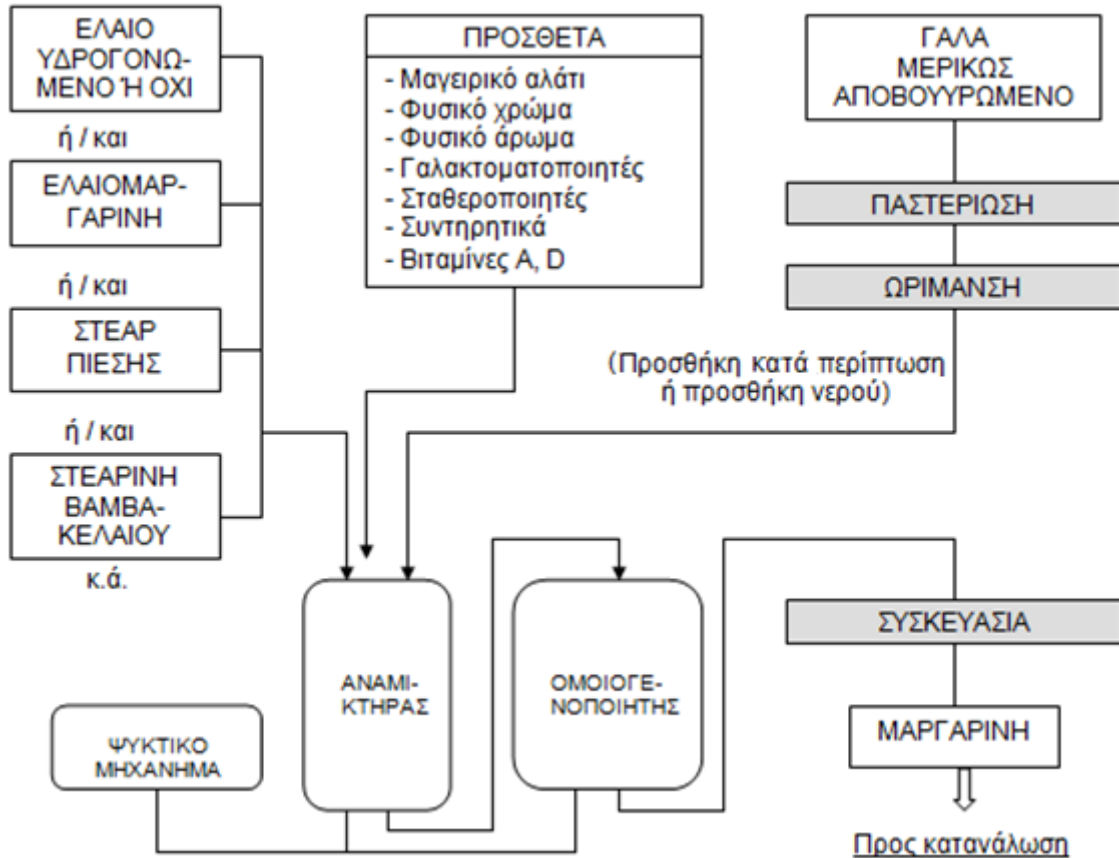 ΕΛΑΙΟ
ΥΔΡΟΓΟΝΩ-
ΜΕΝΟ Ή ΟΧΙ
ή / και
ΕΛΑΙΟΜΑΡ-
ΓΑΡΙΝΗ
ή / και
ΣΤΕΑΡ
ΠΙΕΣΗΣ
ή / και
ΣΤΕΑΡΙΝΗ
ΒΑΜΒΑ-
ΚΕΛΑΙΟΥ
κ.ά.
ΠΡΟΣΘΕΤΑ
- Μαγειρικό αλάτι
- Φυσικό χρώμα
- Φυσικό άρωμα
- Γαλακτοματοποιητές
- Σταθεροποιητές
- Συντηρητικά
- Βιταμίνες A, D
ΓΑΛΑ
ΜΕΡΙΚΩΣ
ΑΠΟΒΟΥΥΡΩΜΕΝΟ
ΠΑΣΤΕΡΙΩΣΗ
ΩΡΙΜΑΝΣΗ
(Προσθήκη κατά περίπτωση
ή προσθήκη νερού)
ΑΝΑΜΙ-
ΚΤΗΡΑΣ
ΟΜΟΙΟΓΕ-
ΝΟΠΟΙΗΤΗΣ
ΨΥΚΤΙΚΟ
ΜΗΧΑΝΗΜΑ
ΣΥΣΚΕΥΑΣΙΑ
ΜΑΡΓΑΡΙΝΗ
Προς κατανάλωση